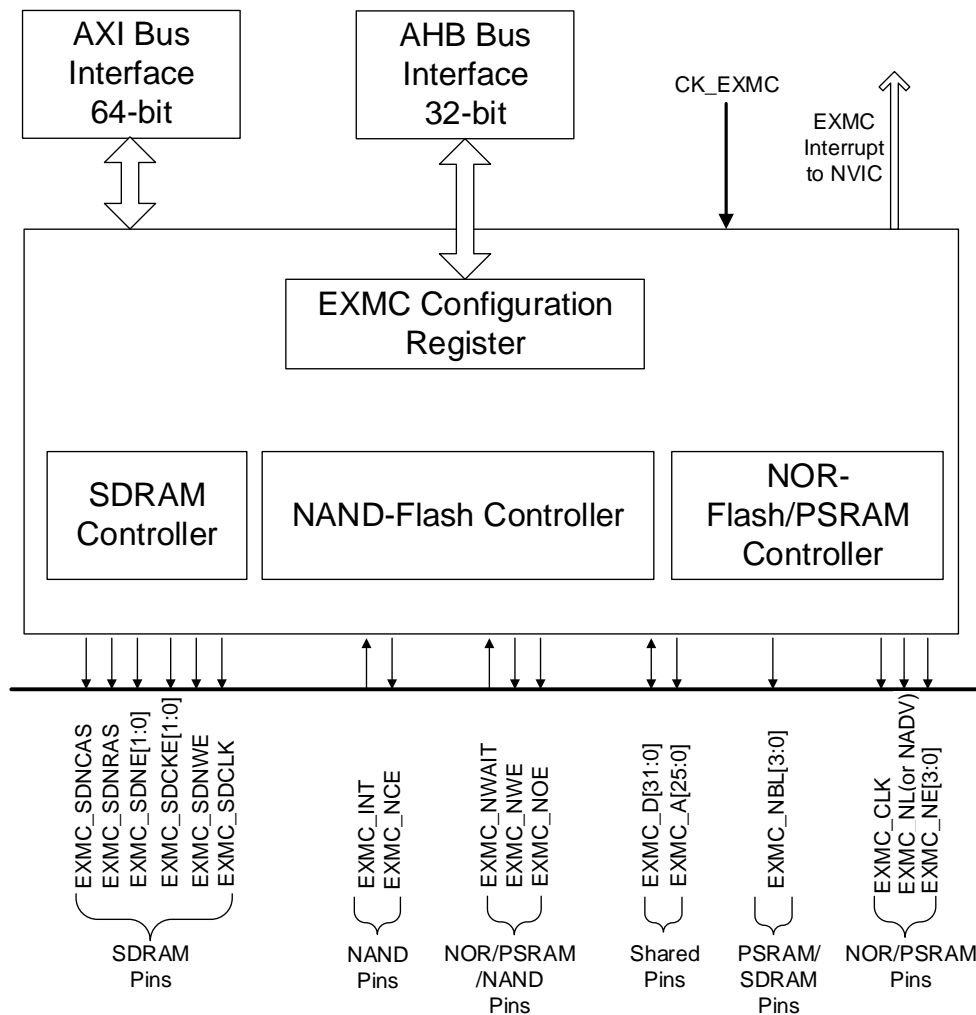 AXI Bus
Interface
64-bit
AHB Bus
Interface
32-bit
CK_EXMC
EXMC
Interrupt
to NVIC
EXMC Configuration
Register
SDRAM
Controller
NAND-Flash Controller
NOR-
Flash/PSRAM
Controller
EXMC_SDNCAS
EXMC_SDNRAS
EXMC_SDNE[1:0]
EXMC_SDCKE[1:0]
EXMC_SDNWE
EXMC_SDCLK
EXMC_INT
EXMC_NCE
EXMC_NWAIT
EXMC_NWE
EXMC_NOE
EXMC_D[31:0]
EXMC_A[25:0]
EXMC_NBL[3:0]
EXMC_CLK
EXMC_NL(or NADV)
EXMC_NE[3:0]
SDRAM
Pins
NAND
Pins
NOR/PSRAM
/NAND
Pins
Shared
Pins
PSRAM/
SDRAM
Pins
NOR/PSRAM
Pins